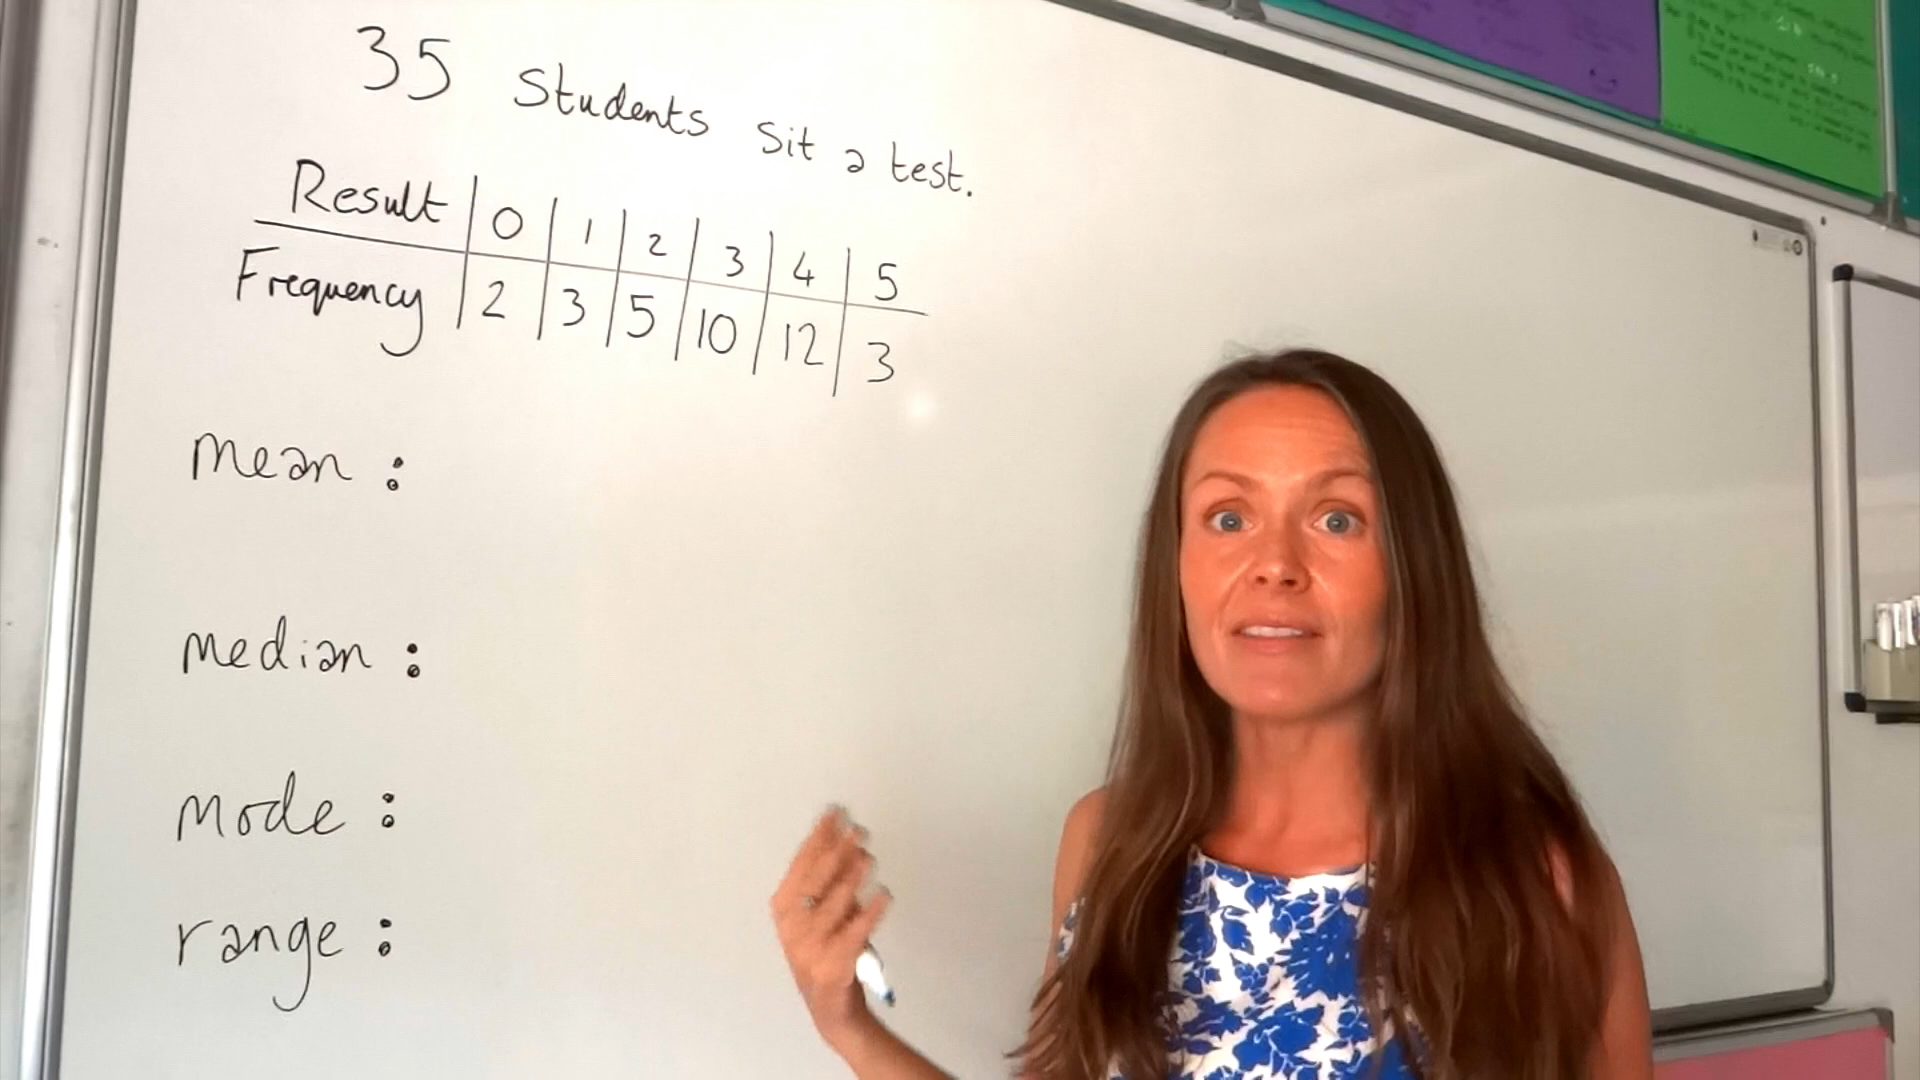 35 Students Sit a test.
Result 0 1 2 3 4 5
Frequency 2 3 5 10 12 3
mean :
median :
mode :
range :